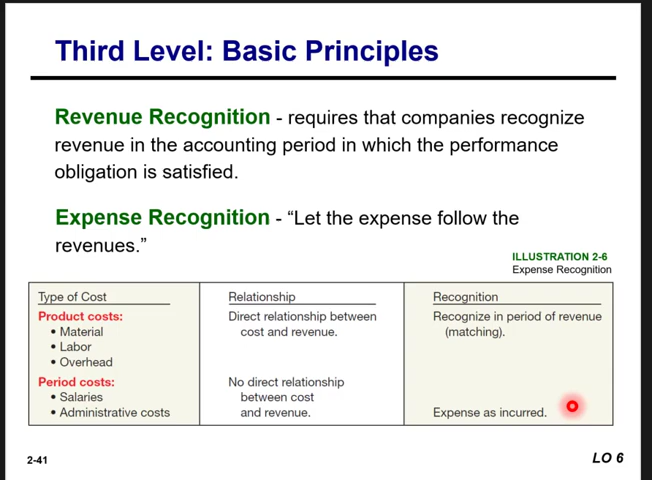 Third Level: Basic Principles
Revenue Recognition - requires that companies recognize
revenue in the accounting period in which the performance
obligation is satisfied.
Expense Recognition - “Let the expense follow the
revenues.”
ILLUSTRATION 2-6
Expense Recognition
Type of Cost
Relationship
Recognition
Product costs:
• Material
• Labor
• Overhead
Direct relationship between
cost and revenue.
Recognize in period of revenue
(matching).
Period costs:
• Salaries
• Administrative costs
No direct relationship
between cost
and revenue.
Expense as incurred.
2-41
LO 6